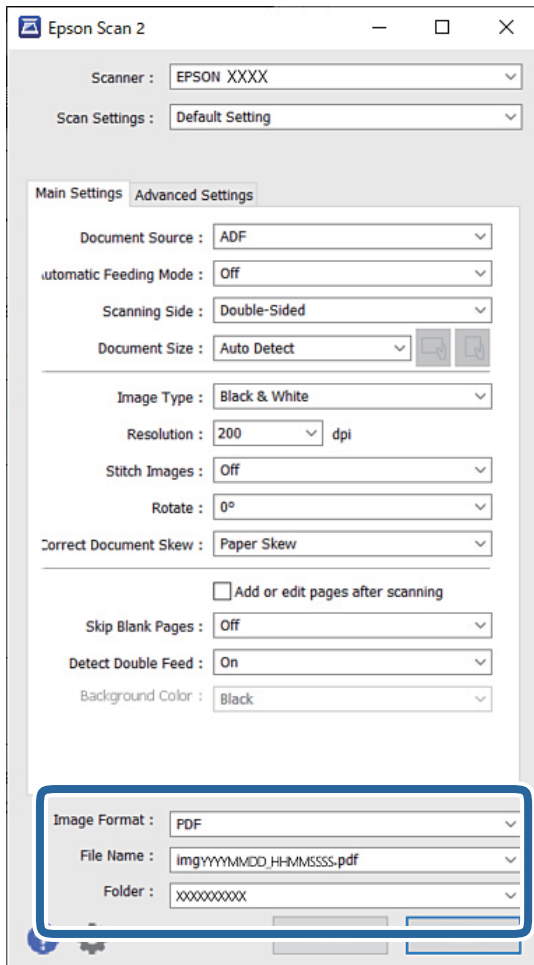 Epson Scan 2
Scanner : EPSON XXXX
Scan Settings : Default Setting
Main Settings Advanced Settings
Document Source : ADF
utomatic Feeding Mode : Off
Scanning Side : Double-Sided
Document Size : Auto Detect
Image Type : Black & White
Resolution : 200 dpi
Stitch Images : Off
Rotate : 0°
Correct Document Skew : Paper Skew
Add or edit pages after scanning
Skip Blank Pages : Off
Detect Double Feed : On
Background Color : Black
Image Format : PDF
File Name : imgYYYYMMDD_HHMMSSSS.pdf
Folder : XXXXXXXXXX